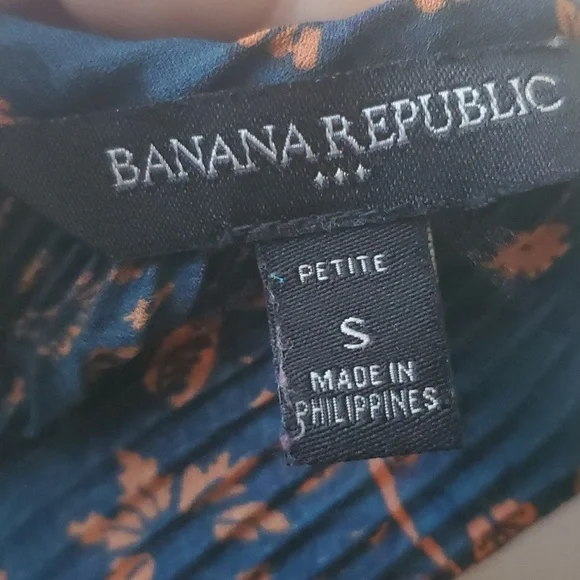 BANANA REPUBLIC
PETITE
S
MADE IN
PHILIPPINES